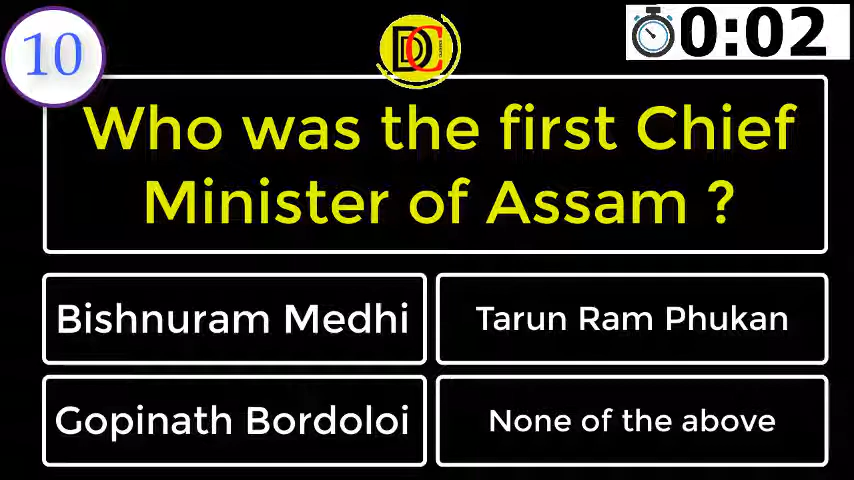 10
DDC
0:02
Who was the first Chief
Minister of Assam ?
Bishnuram Medhi
Tarun Ram Phukan
Gopinath Bordoloi
None of the above